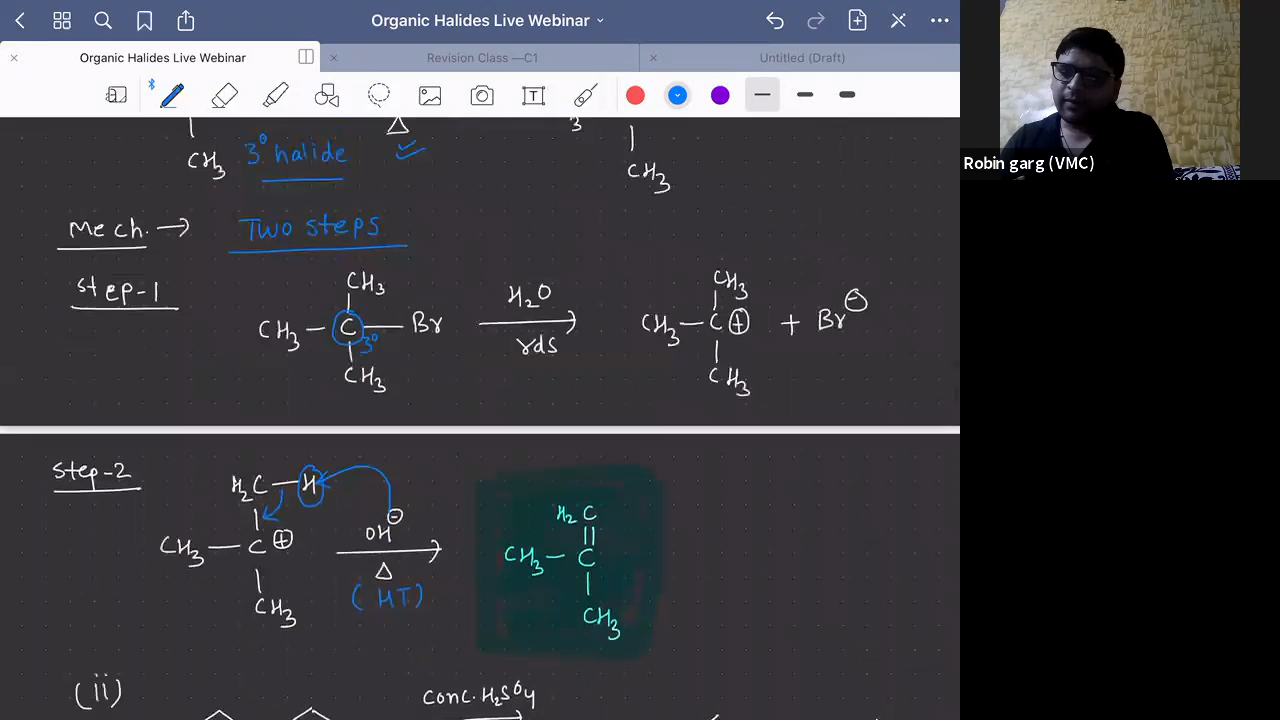 Organic Halides Live Webinar
Organic Halides Live Webinar
Revision Class —C1
Untitled (Draft)
Robin garg (VMC)
3
CH3 3° halide Δ CH3
Mech. → Two steps
Step-1
CH3
CH3 – C – Br H2O CH3 – C ⊕ + Br⊖
3° rds
CH3 CH3
CH3
Step-2
H2C – H
CH3 – C ⊕ OH⊖ Δ
(HT)
CH3
H2C
||
CH3 – C
CH3
(ii) Conc. H2SO4